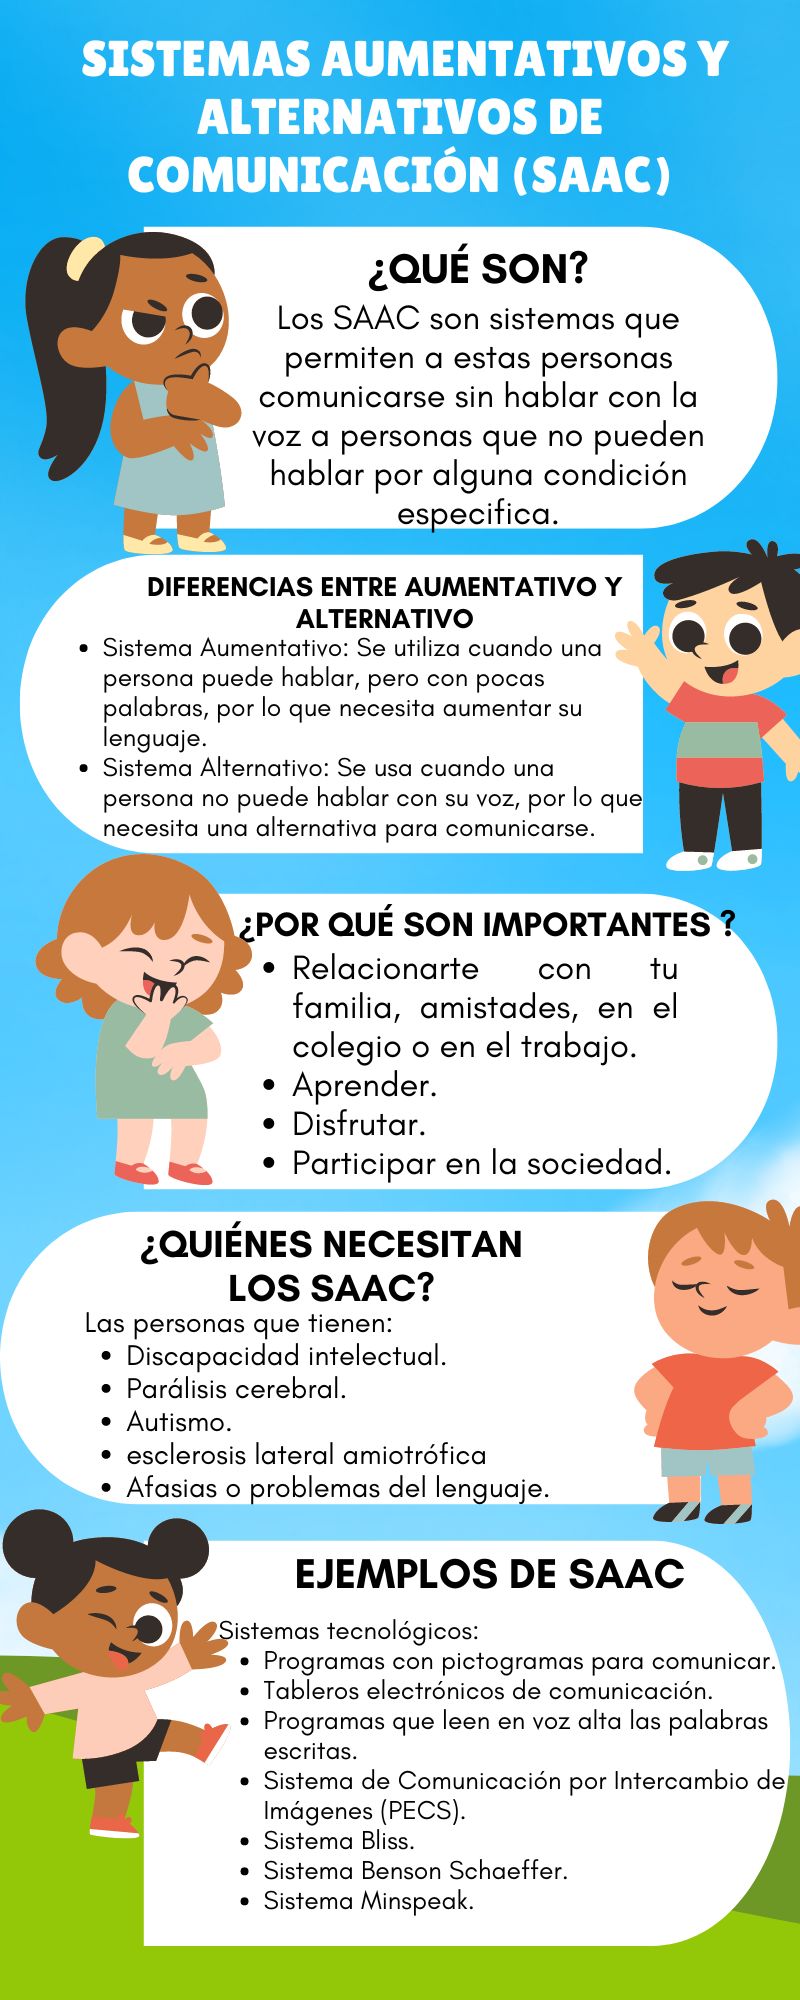 SISTEMAS AUMENTATIVOS Y
ALTERNATIVOS DE
COMUNICACIÓN (SAAC)
¿QUÉ SON?
Los SAAC son sistemas que
permiten a estas personas
comunicarse sin hablar con la
voz a personas que no pueden
hablar por alguna condición
especifica.
DIFERENCIAS ENTRE AUMENTATIVO Y
ALTERNATIVO
• Sistema Aumentativo: Se utiliza cuando una
persona puede hablar, pero con pocas
palabras, por lo que necesita aumentar su
lenguaje.
• Sistema Alternativo: Se usa cuando una
persona no puede hablar con su voz, por lo que
necesita una alternativa para comunicarse.
¿POR QUÉ SON IMPORTANTES ?
• Relacionarte con tu
familia, amistades, en el
colegio o en el trabajo.
• Aprender.
• Disfrutar.
• Participar en la sociedad.
¿QUIÉNES NECESITAN
LOS SAAC?
Las personas que tienen:
• Discapacidad intelectual.
• Parálisis cerebral.
• Autismo.
• esclerosis lateral amiotrófica
• Afasias o problemas del lenguaje.
EJEMPLOS DE SAAC
Sistemas tecnológicos:
• Programas con pictogramas para comunicar.
• Tableros electrónicos de comunicación.
• Programas que leen en voz alta las palabras
escritas.
• Sistema de Comunicación por Intercambio de
Imágenes (PECS).
• Sistema Bliss.
• Sistema Benson Schaeffer.
• Sistema Minspeak.